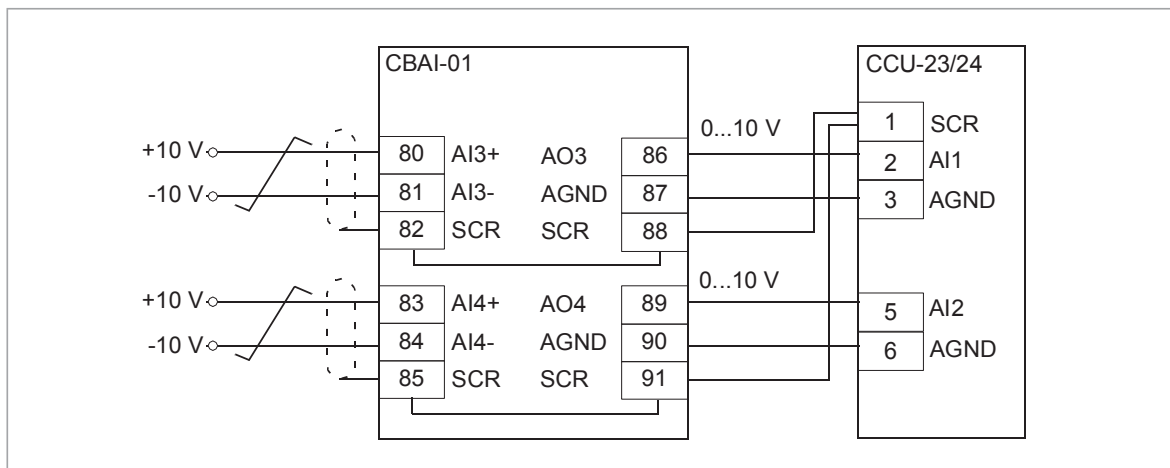 CBAI-01
CCU-23/24
0...10 V
1 SCR
+10 V 80 AI3+ AO3 86 2 AI1
-10 V 81 AI3- AGND 87 3 AGND
82 SCR SCR 88
0...10 V
+10 V 83 AI4+ AO4 89 5 AI2
-10 V 84 AI4- AGND 90 6 AGND
85 SCR SCR 91